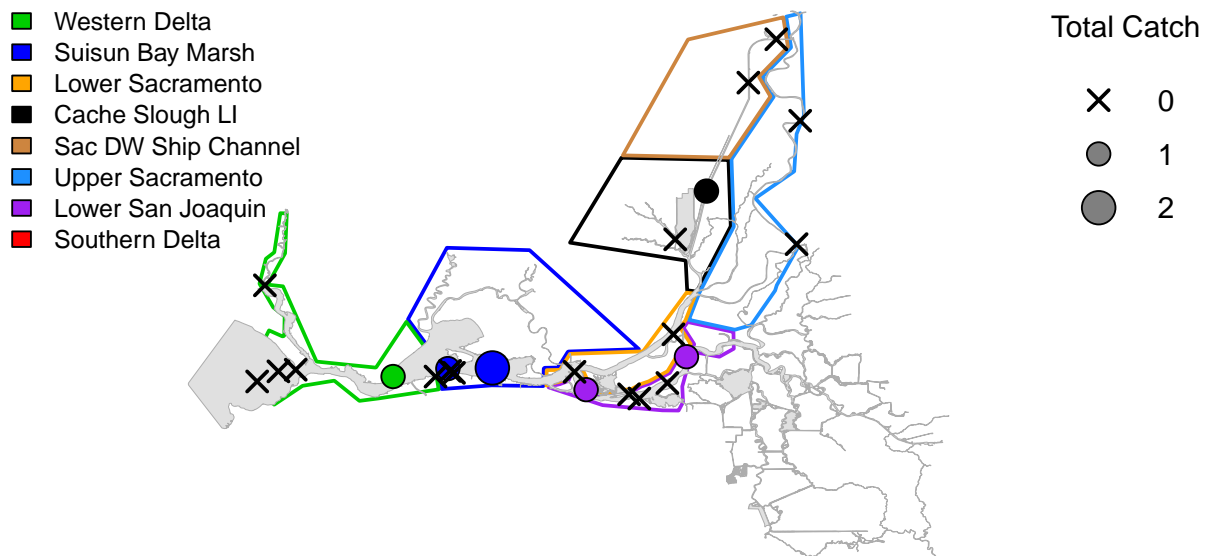 Western Delta
Suisun Bay Marsh
Lower Sacramento
Cache Slough LI
Sac DW Ship Channel
Upper Sacramento
Lower San Joaquin
Southern Delta
Total Catch
0
1
2